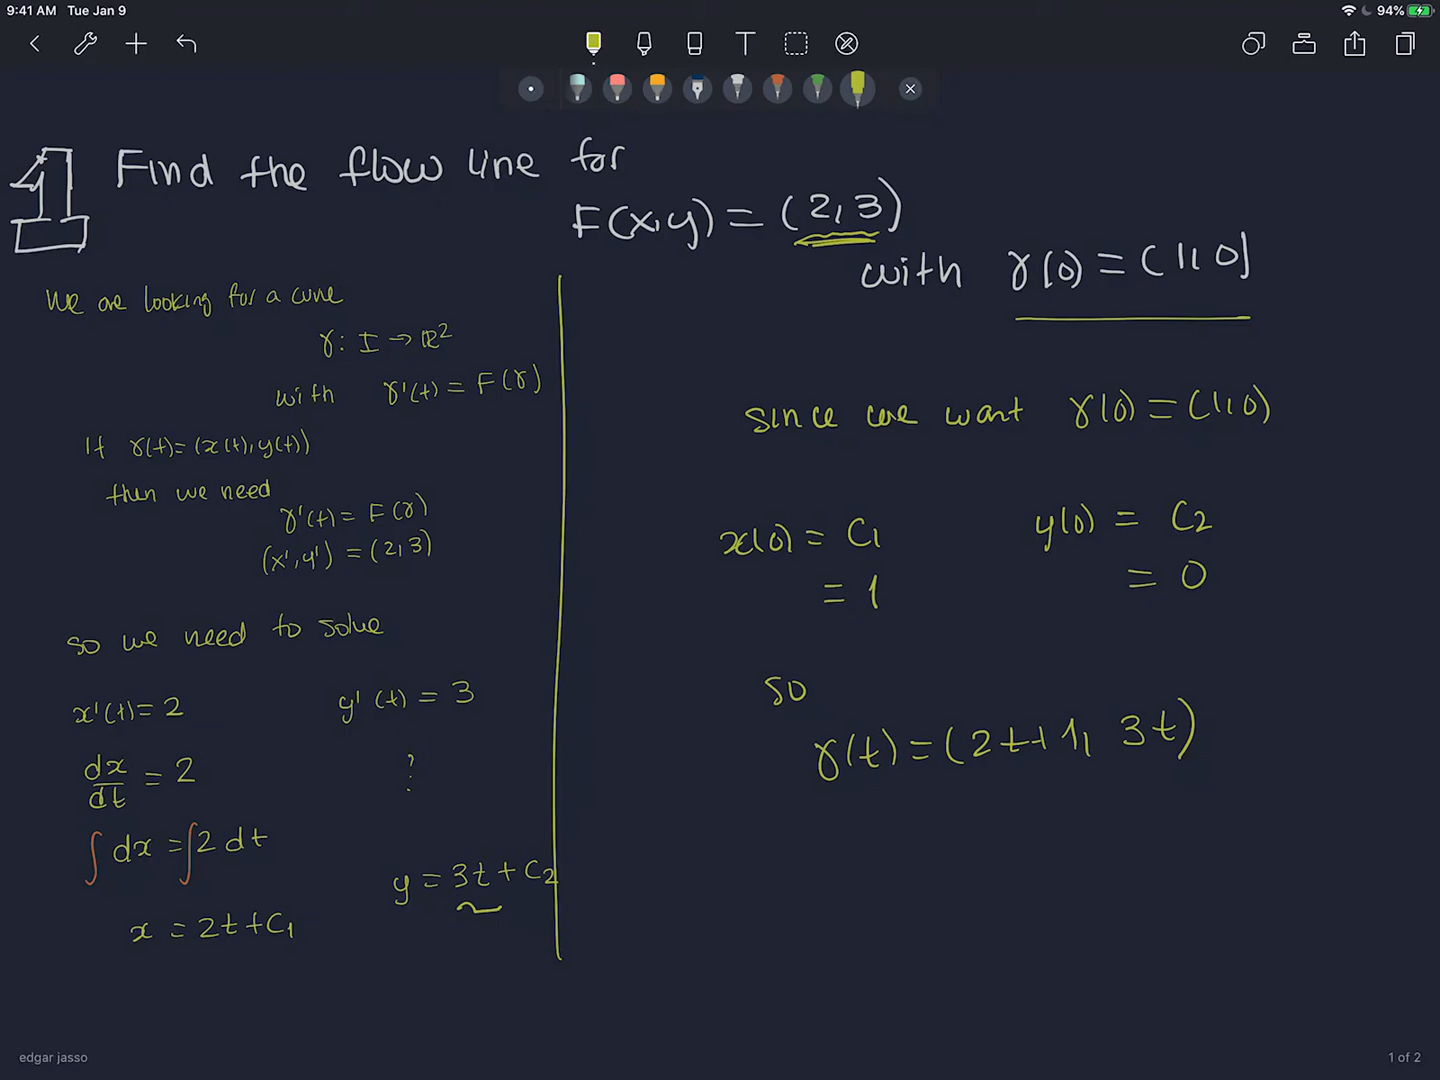 9:41 AM Tue Jan 9
94%
1 Find the flow line for
F(x,y) = (2,3)
with γ(0) = (1,0)
We are looking for a curve
γ: I → ℝ²
with γ'(t) = F(γ)
If γ(t)=(x(t),y(t))
then we need
γ'(t) = F(γ)
(x',y') = (2,3)
so we need to solve
x'(t) = 2 y'(t) = 3
dx/dt = 2 ⋮
∫ dx = ∫ 2 dt
y = 3t + C₂
x = 2t + C₁
since we want γ(0) = (1,0)
x(0) = C₁ y(0) = C₂
= 1 = 0
so
γ(t) = (2t+1, 3t)
edgar jasso
1 of 2